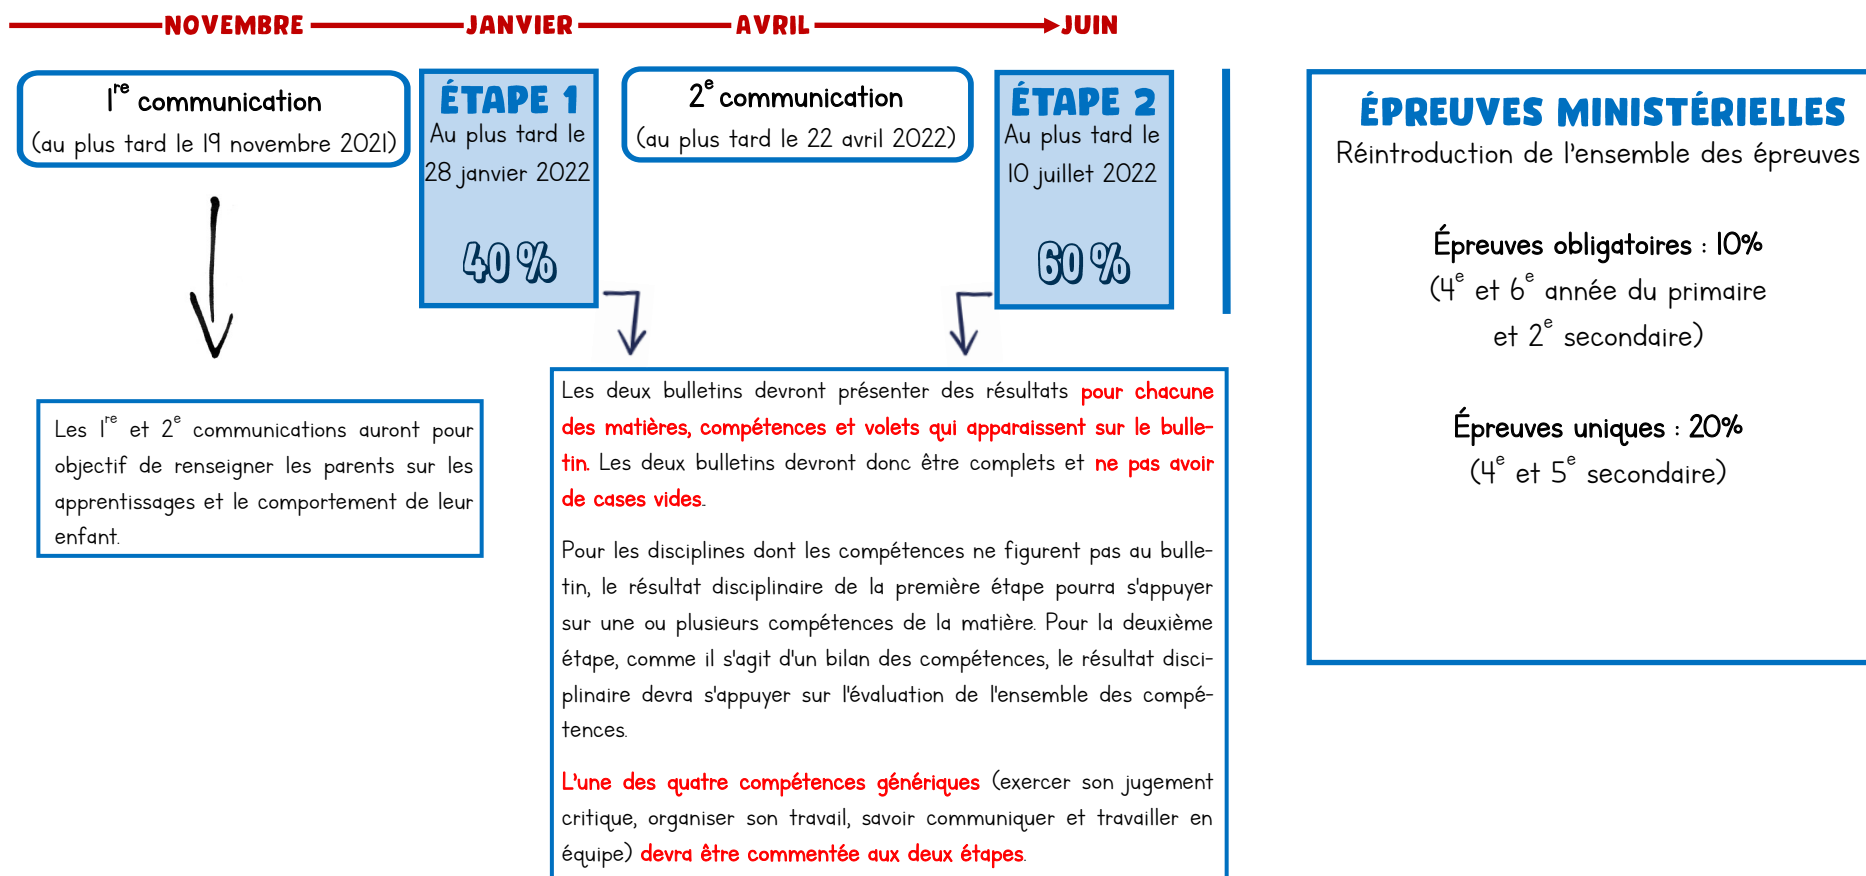 NOVEMBRE JANVIER AVRIL JUIN
1re communication
(au plus tard le 19 novembre 2021)
ÉTAPE 1
Au plus tard le
28 janvier 2022
40 %
2e communication
(au plus tard le 22 avril 2022)
ÉTAPE 2
Au plus tard le
10 juillet 2022
60 %
Les 1re et 2e communications auront pour
objectif de renseigner les parents sur les
apprentissages et le comportement de leur
enfant.
Les deux bulletins devront présenter des résultats pour chacune
des matières, compétences et volets qui apparaissent sur le bulle-
tin. Les deux bulletins devront donc être complets et ne pas avoir
de cases vides.
Pour les disciplines dont les compétences ne figurent pas au bulle-
tin, le résultat disciplinaire de la première étape pourra s'appuyer
sur une ou plusieurs compétences de la matière. Pour la deuxième
étape, comme il s'agit d'un bilan des compétences, le résultat disci-
plinaire devra s'appuyer sur l'évaluation de l'ensemble des compé-
tences.
L'une des quatre compétences génériques (exercer son jugement
critique, organiser son travail, savoir communiquer et travailler en
équipe) devra être commentée aux deux étapes.
ÉPREUVES MINISTÉRIELLES
Réintroduction de l'ensemble des épreuves
Épreuves obligatoires : 10%
(4e et 6e année du primaire
et 2e secondaire)
Épreuves uniques : 20%
(4e et 5e secondaire)